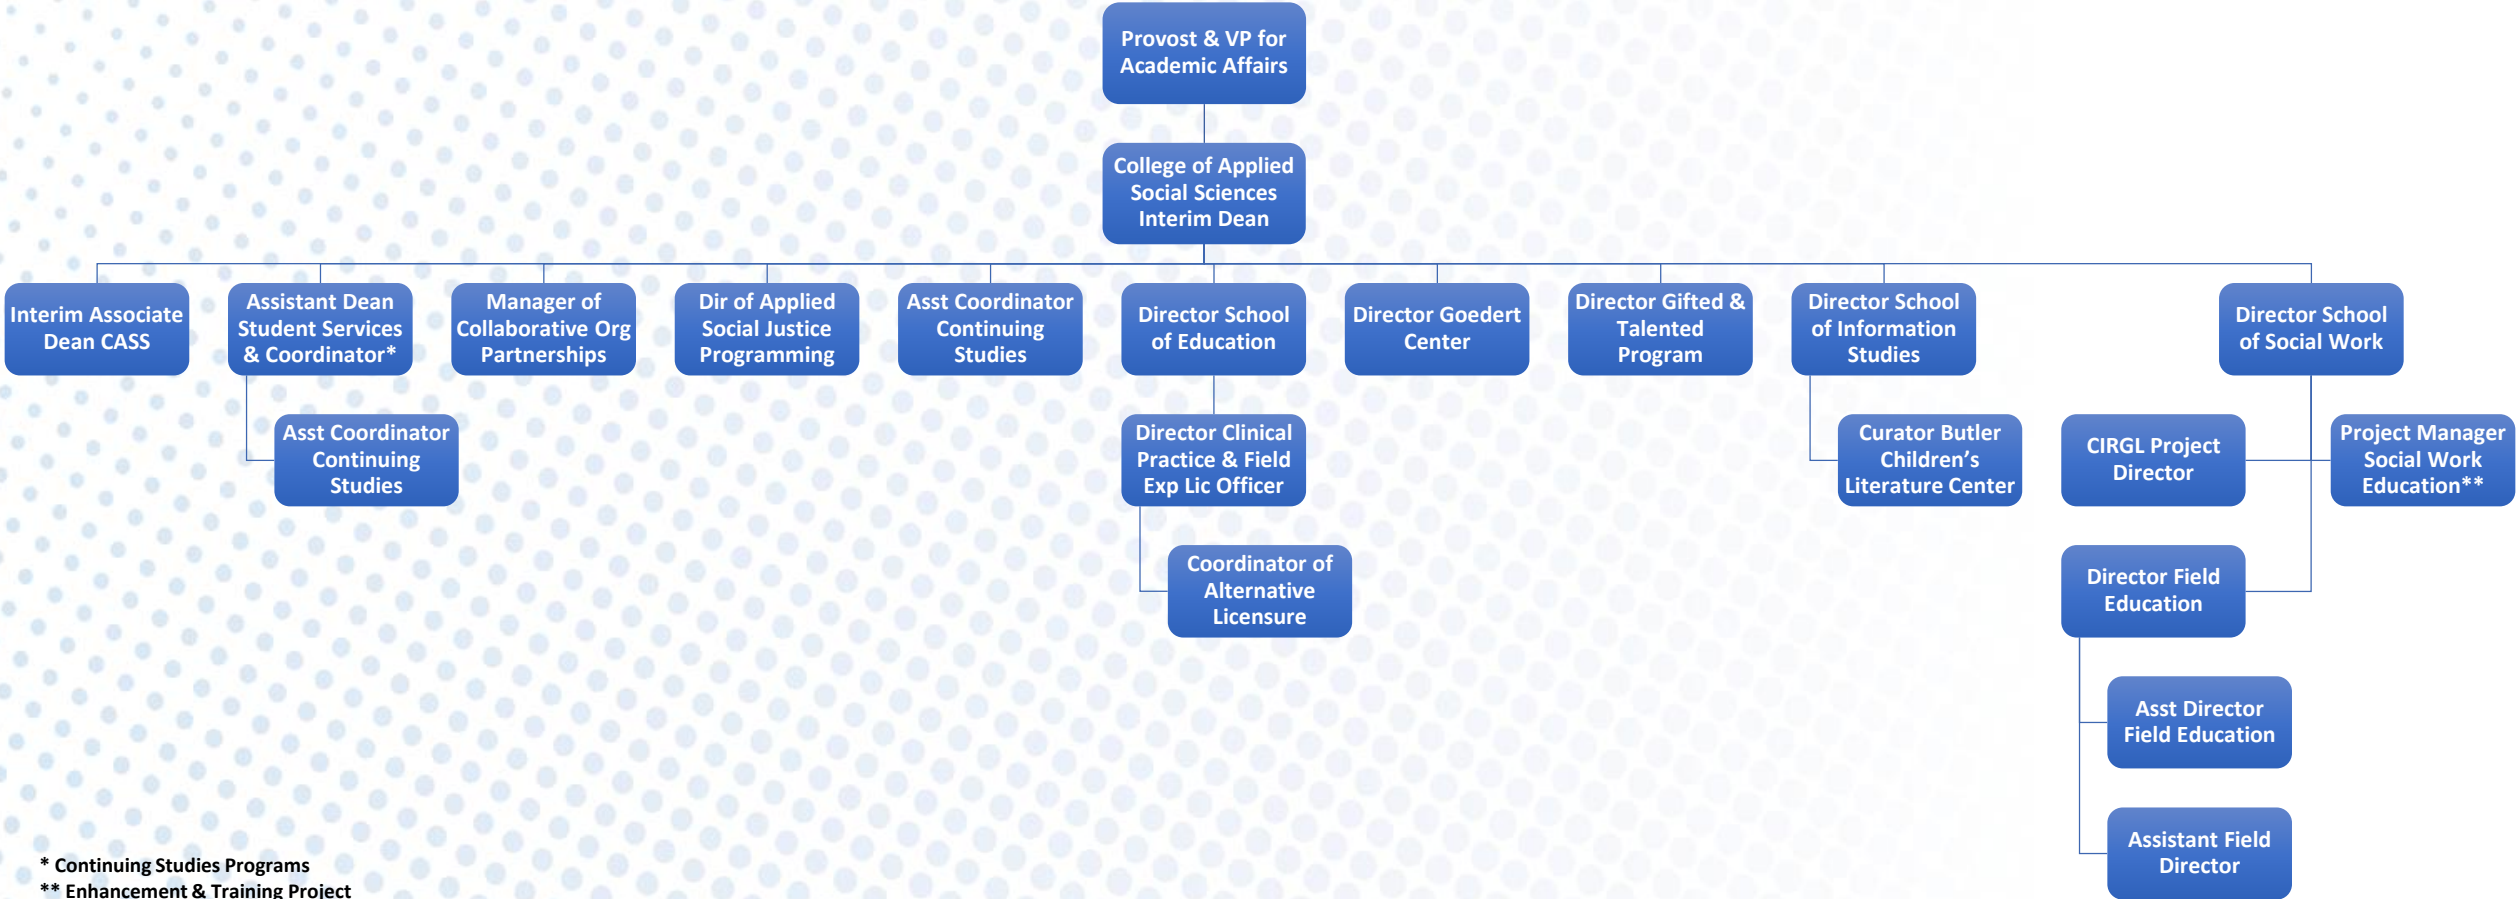 Provost & VP for
Academic Affairs
College of Applied
Social Sciences
Interim Dean
Interim Associate
Dean CASS
Assistant Dean
Student Services
& Coordinator*
Manager of
Collaborative Org
Partnerships
Dir of Applied
Social Justice
Programming
Asst Coordinator
Continuing
Studies
Director School
of Education
Director Goedert
Center
Director Gifted &
Talented
Program
Director School
of Information
Studies
Director School
of Social Work
Asst Coordinator
Continuing
Studies
Director Clinical
Practice & Field
Exp Lic Officer
Curator Butler
Children’s
Literature Center
CIRGL Project
Director
Project Manager
Social Work
Education**
Coordinator of
Alternative
Licensure
Director Field
Education
Asst Director
Field Education
Assistant Field
Director
* Continuing Studies Programs
** Enhancement & Training Project